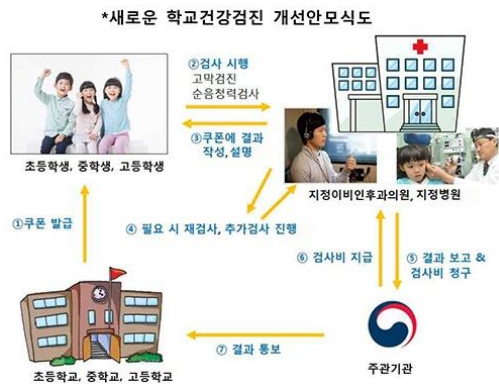 *새로운 학교건강검진 개선안모식도
②검사 시행
고막검진
순음청력검사
③쿠폰에 결과
작성,설명
초등학생, 중학생, 고등학생
지정이비인후과의원, 지정병원
①쿠폰 발급
④ 필요 시 재검사, 추가검사 진행
⑥ 검사비 지급
⑤ 결과 보고 &
검사비 청구
⑦ 결과 통보
초등학교, 중학교, 고등학교
주관기관